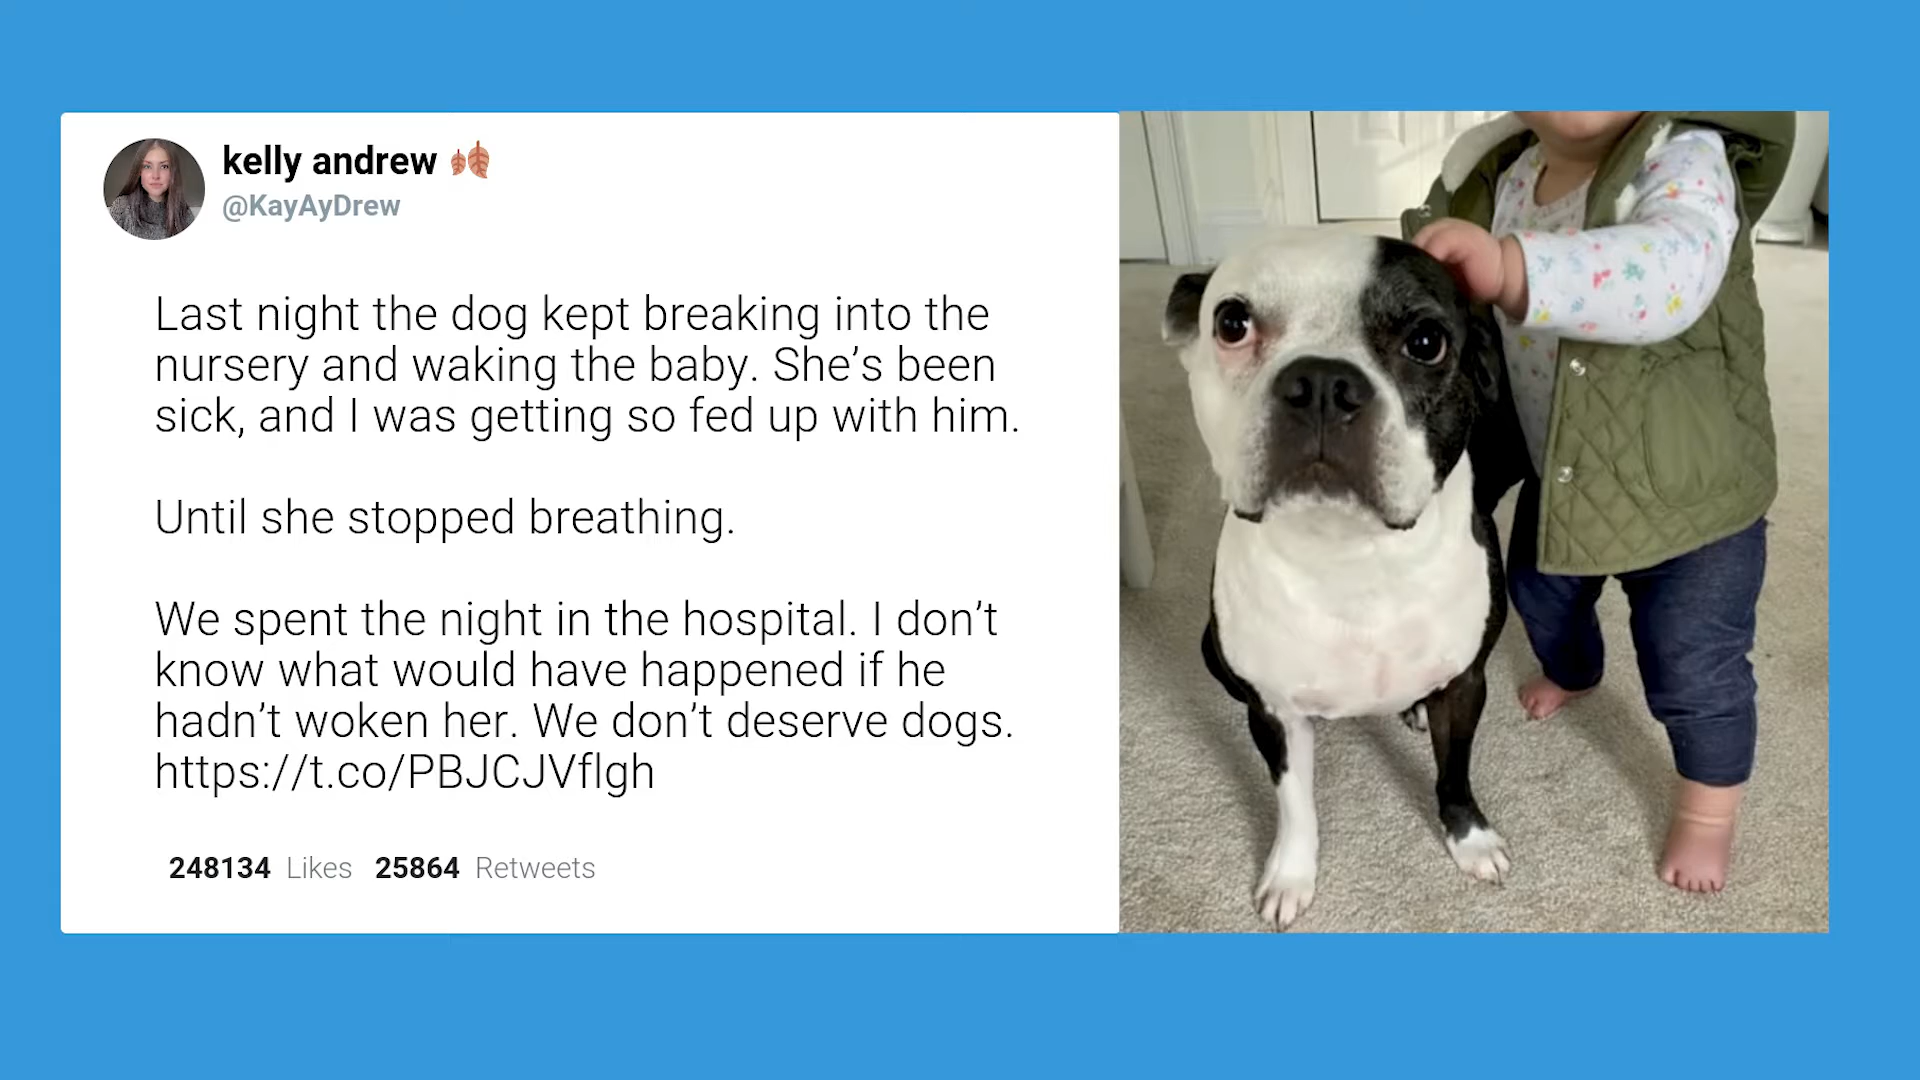 kelly andrew
@KayAyDrew
Last night the dog kept breaking into the
nursery and waking the baby. She’s been
sick, and I was getting so fed up with him.
Until she stopped breathing.
We spent the night in the hospital. I don’t
know what would have happened if he
hadn’t woken her. We don’t deserve dogs.
https://t.co/PBJCJVflgh
248134 Likes 25864 Retweets